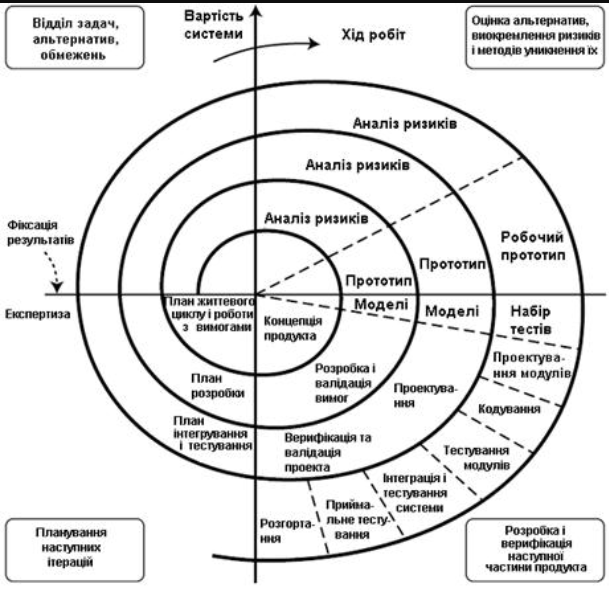 Відділ задач,
альтернатив,
обмежень
Вартість
системи
Хід робіт
Оцінка альтернатив,
виокремлення ризиків
і методів уникнення їх
Аналіз ризиків
Аналіз ризиків
Аналіз ризиків
Фіксація
результатів
Експертиза
Робочий
прототип
Прототип
Прототип
План життевого
циклу і роботи
з вимогами
Моделі
Моделі
Набір
тестів
Концепція
продукта
Проектува-
ння модулів
План
розробки
Розробка і
валідація
вимог
Проектува-
ння
Кодування
План
інтегрування
і тестування
Верифікація та
валідація
проекта
Тестування
модулів
Інтеграція і
тестування
системи
Прийма-
льне тесту-
вання
Розгорта-
ння
Планування
наступних
ітерацій
Розробка і
верифікація
наступної
частини продукта